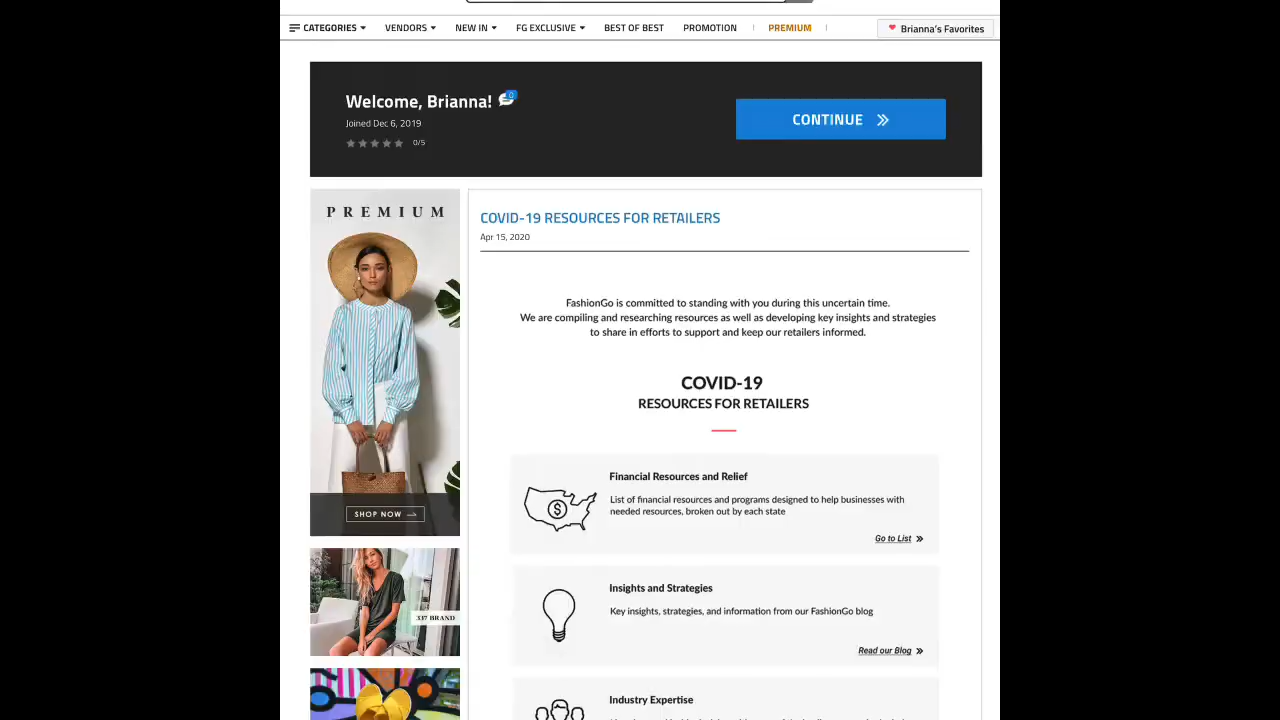 CATEGORIES VENDORS NEW IN FG EXCLUSIVE BEST OF BEST PROMOTION PREMIUM Brianna's Favorites
Welcome, Brianna! 0
Joined Dec 6, 2019
0/5
CONTINUE
PREMIUM
SHOP NOW
337 BRAND
COVID-19 RESOURCES FOR RETAILERS
Apr 15, 2020
FashionGo is committed to standing with you during this uncertain time.
We are compiling and researching resources as well as developing key insights and strategies
to share in efforts to support and keep our retailers informed.
COVID-19
RESOURCES FOR RETAILERS
Financial Resources and Relief
List of financial resources and programs designed to help businesses with
needed resources, broken out by each state
$
Go to List
Insights and Strategies
Key insights, strategies, and information from our FashionGo blog
Read our Blog
Industry Expertise